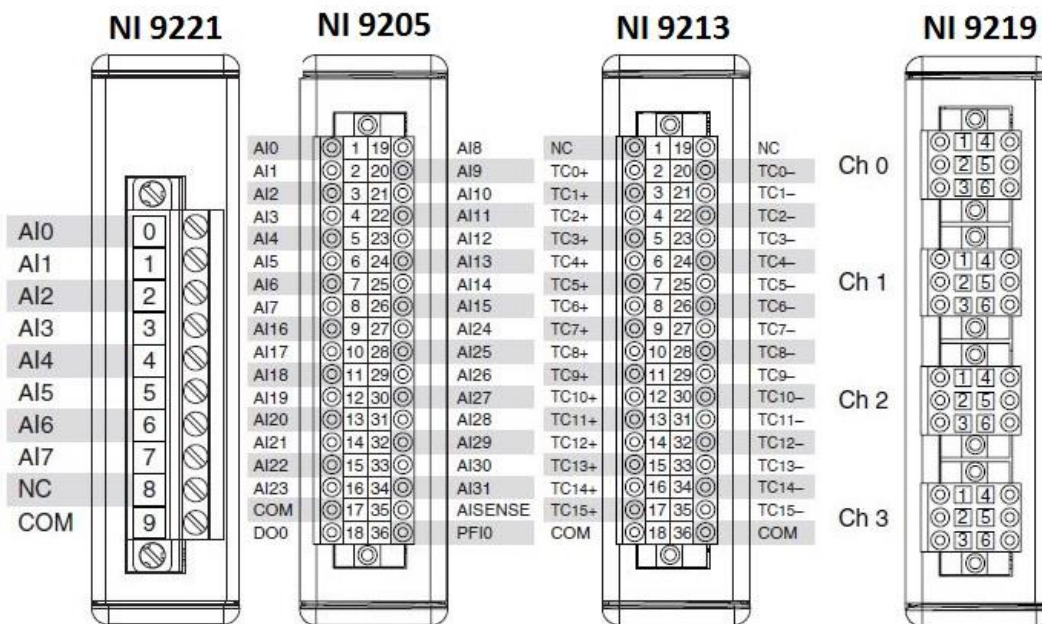 NI 9221 NI 9205 NI 9213 NI 9219
AI0 0
AI1 1
AI2 2
AI3 3
AI4 4
AI5 5
AI6 6
AI7 7
NC 8
COM 9
AI0 1 19 AI8
AI1 2 20 AI9
AI2 3 21 AI10
AI3 4 22 AI11
AI4 5 23 AI12
AI5 6 24 AI13
AI6 7 25 AI14
AI7 8 26 AI15
AI16 9 27 AI24
AI17 10 28 AI25
AI18 11 29 AI26
AI19 12 30 AI27
AI20 13 31 AI28
AI21 14 32 AI29
AI22 15 33 AI30
AI23 16 34 AI31
COM 17 35 AISENSE
DO0 18 36 PFI0
NC 1 19 NC
TC0+ 2 20 TC0–
TC1+ 3 21 TC1–
TC2+ 4 22 TC2–
TC3+ 5 23 TC3–
TC4+ 6 24 TC4–
TC5+ 7 25 TC5–
TC6+ 8 26 TC6–
TC7+ 9 27 TC7–
TC8+ 10 28 TC8–
TC9+ 11 29 TC9–
TC10+ 12 30 TC10–
TC11+ 13 31 TC11–
TC12+ 14 32 TC12–
TC13+ 15 33 TC13–
TC14+ 16 34 TC14–
TC15+ 17 35 TC15–
COM 18 36 COM
1 4
Ch 0 2 5
3 6
1 4
Ch 1 2 5
3 6
1 4
Ch 2 2 5
3 6
1 4
Ch 3 2 5
3 6